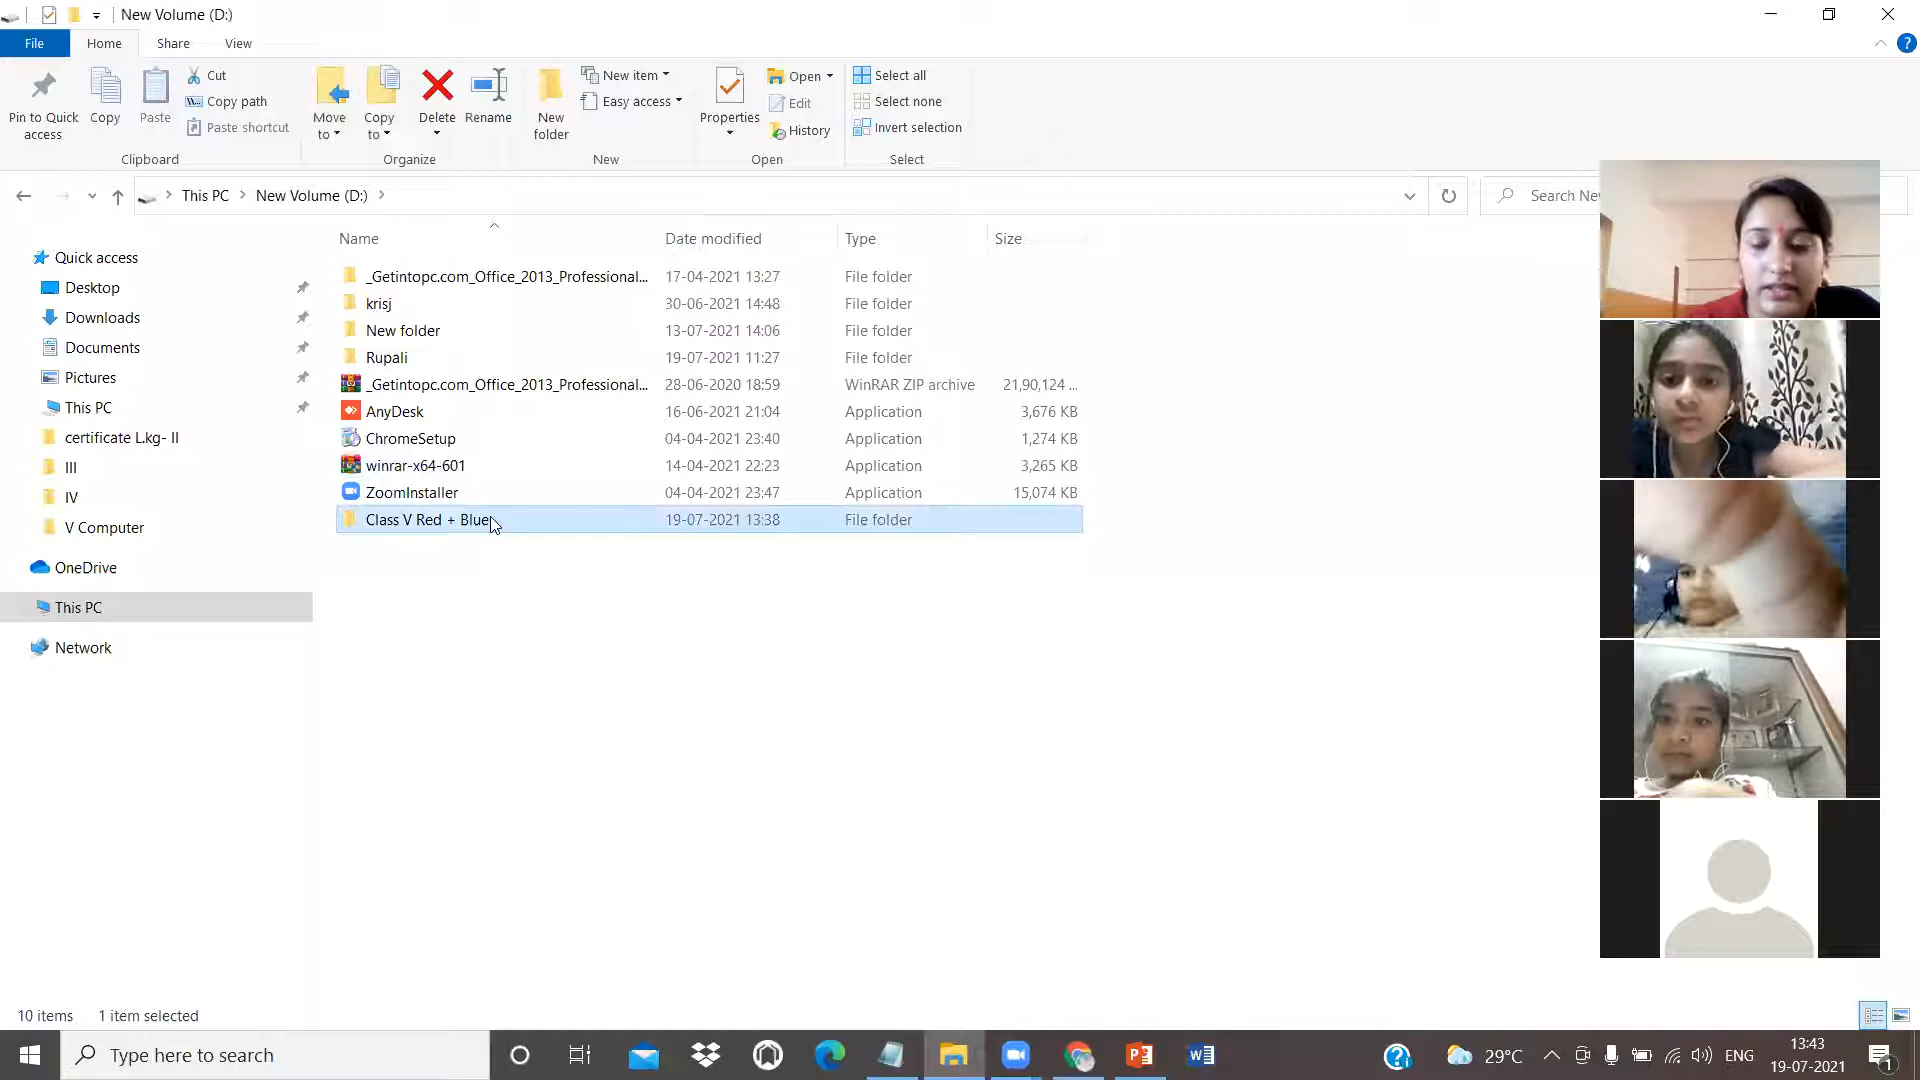 New Volume (D:)
File Home Share View
Pin to Quick access
Copy
Paste
Cut
Copy path
Paste shortcut
Clipboard
Move to
Copy to
Delete
Rename
Organize
New folder
New item
Easy access
New
Properties
Open
Edit
History
Open
Select all
Select none
Invert selection
Select
This PC > New Volume (D:) >
Search Ne
Name Date modified Type Size
Quick access
Desktop
Downloads
Documents
Pictures
This PC
certificate L.kg- II
III
IV
V Computer
OneDrive
This PC
Network
_Getintopc.com_Office_2013_Professional... 17-04-2021 13:27 File folder
krisj 30-06-2021 14:48 File folder
New folder 13-07-2021 14:06 File folder
Rupali 19-07-2021 11:27 File folder
_Getintopc.com_Office_2013_Professional... 28-06-2020 18:59 WinRAR ZIP archive 21,90,124 ...
AnyDesk 16-06-2021 21:04 Application 3,676 KB
ChromeSetup 04-04-2021 23:40 Application 1,274 KB
winrar-x64-601 14-04-2021 22:23 Application 3,265 KB
ZoomInstaller 04-04-2021 23:47 Application 15,074 KB
Class V Red + Blue 19-07-2021 13:38 File folder
10 items 1 item selected
Type here to search
29°C
ENG
13:43
19-07-2021
1